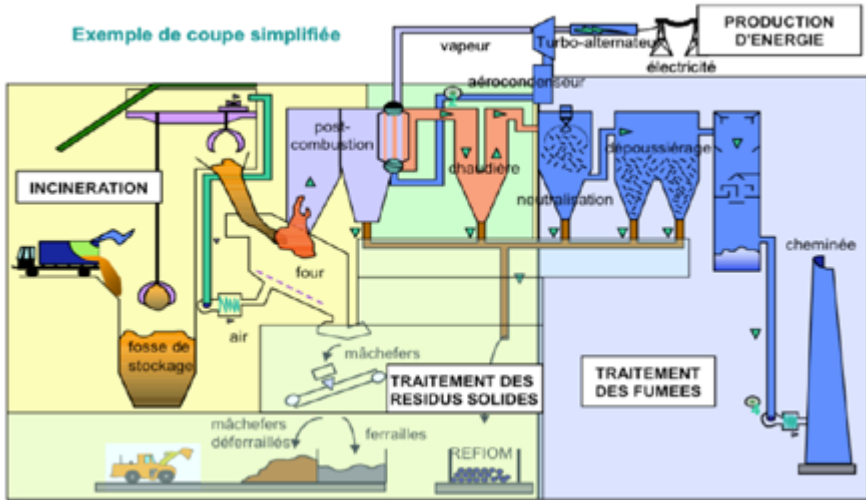 Exemple de coupe simplifiée
PRODUCTION
D'ENERGIE
vapeur
Turbo-alternateur
électricité
aérocondenseur
post-
combustion
chaudière
dépoussiérage
neutralisation
INCINERATION
four
cheminée
air
fosse de
stockage
mâchefers
TRAITEMENT DES
RESIDUS SOLIDES
TRAITEMENT
DES FUMEES
mâchefers
déferraillés
ferrailles
REFIOM